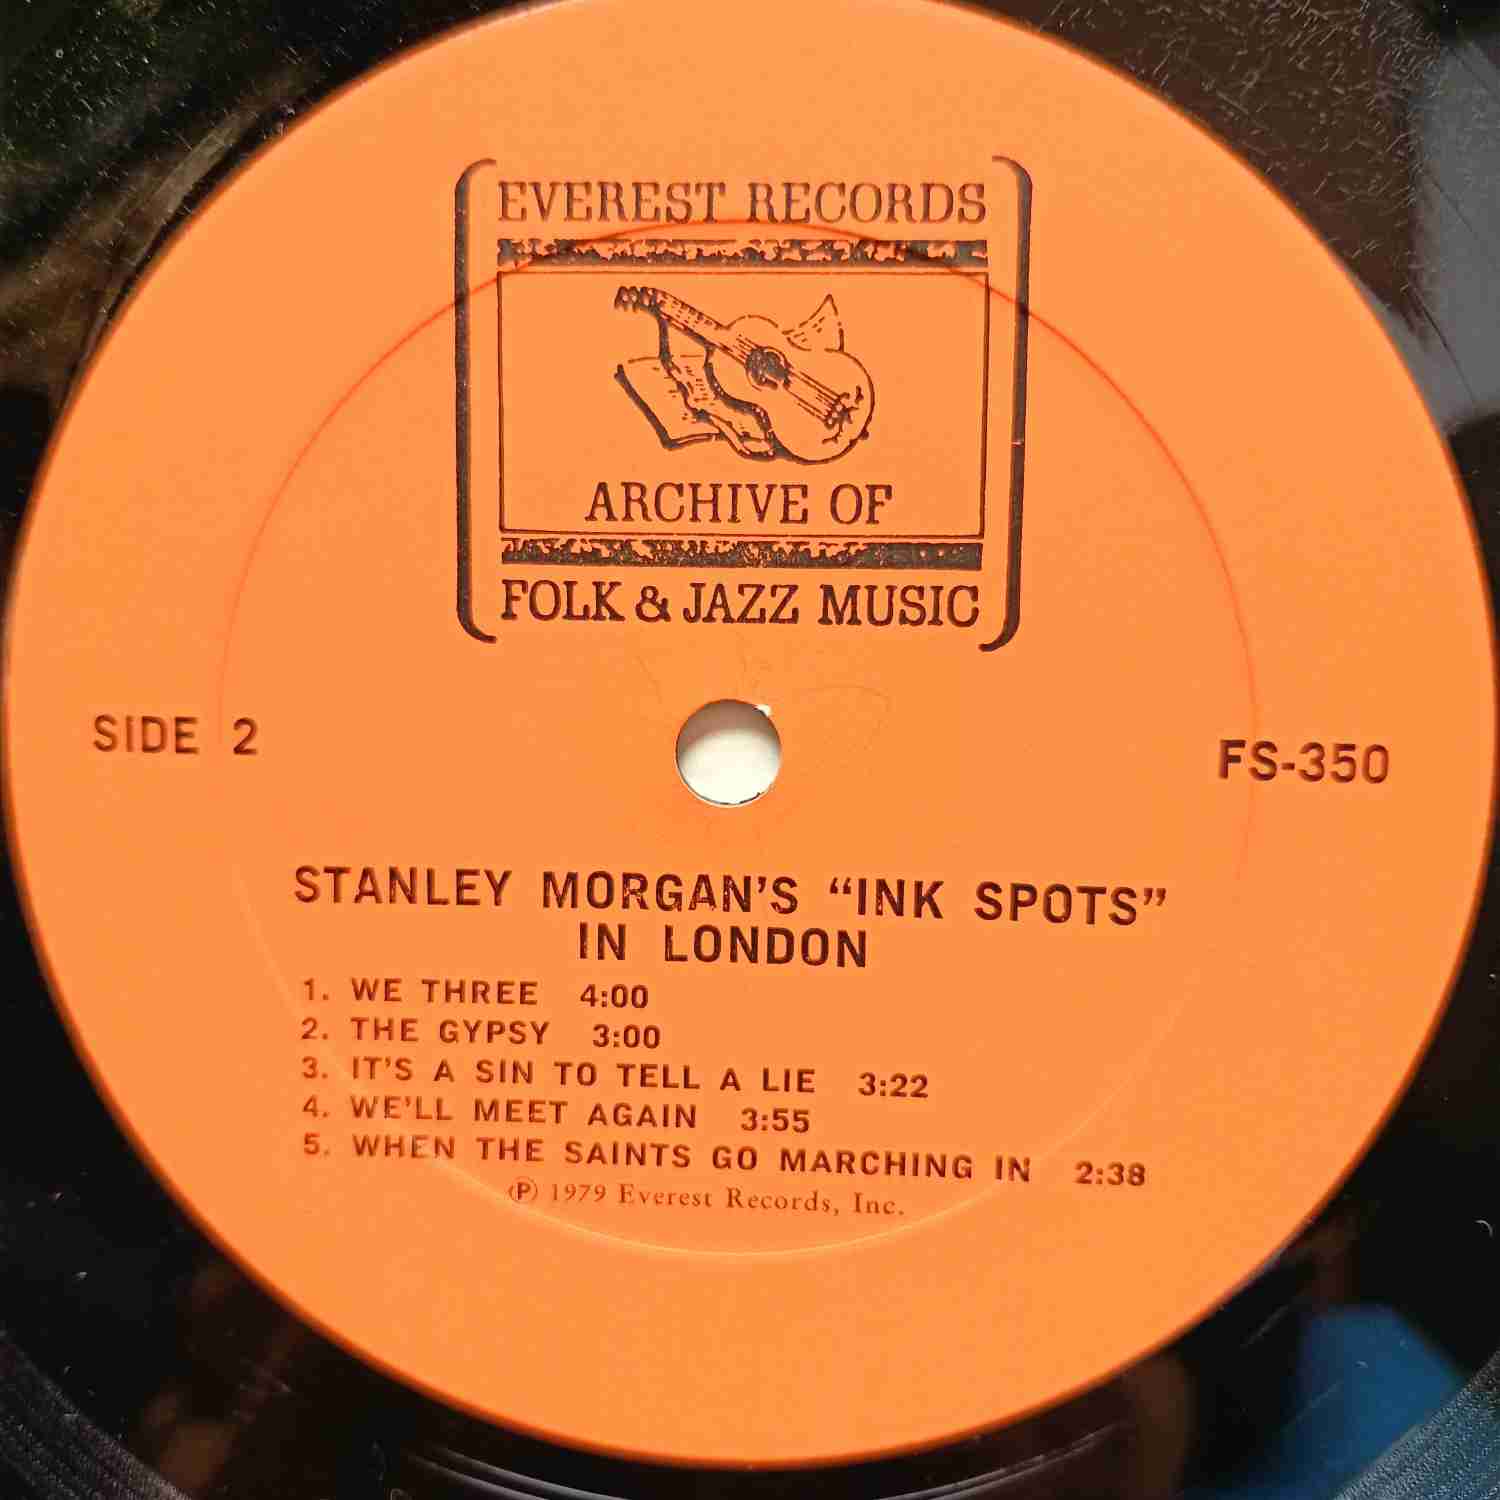 EVEREST RECORDS
ARCHIVE OF
FOLK & JAZZ MUSIC
SIDE 2
FS-350
STANLEY MORGAN'S “INK SPOTS”
IN LONDON
1. WE THREE 4:00
2. THE GYPSY 3:00
3. IT'S A SIN TO TELL A LIE 3:22
4. WE'LL MEET AGAIN 3:55
5. WHEN THE SAINTS GO MARCHING IN 2:38
℗ 1979 Everest Records, Inc.